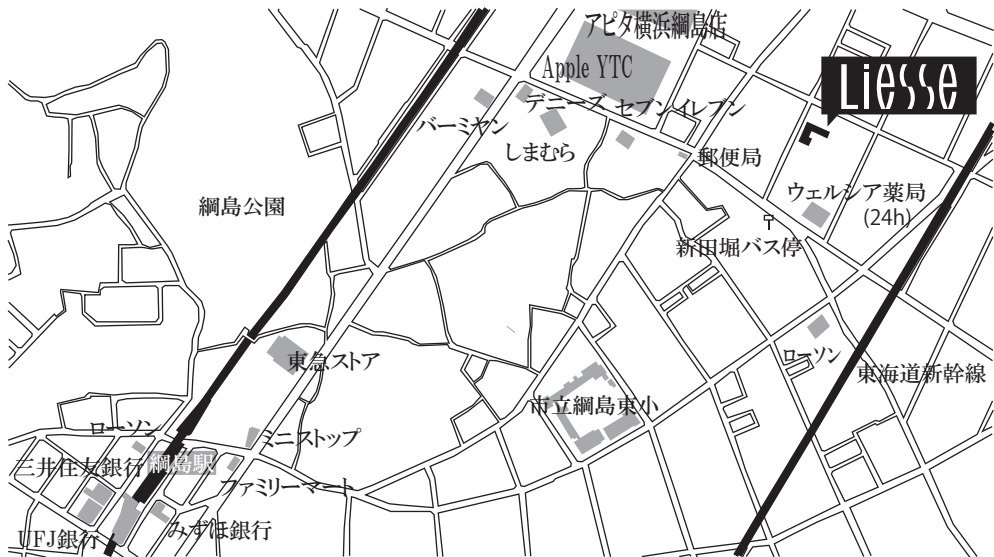 アピタ横浜綱島店
Apple YTC
Liesse
デニーズ
セブンイレブン
バーミヤン
しまむら
郵便局
ウェルシア薬局
(24h)
綱島公園
新田堀バス停
ローソン
東急ストア
東海道新幹線
市立綱島東小
ローソン
ミニストップ
三井住友銀行
綱島駅
ファミリーマート
みずほ銀行
UFJ銀行